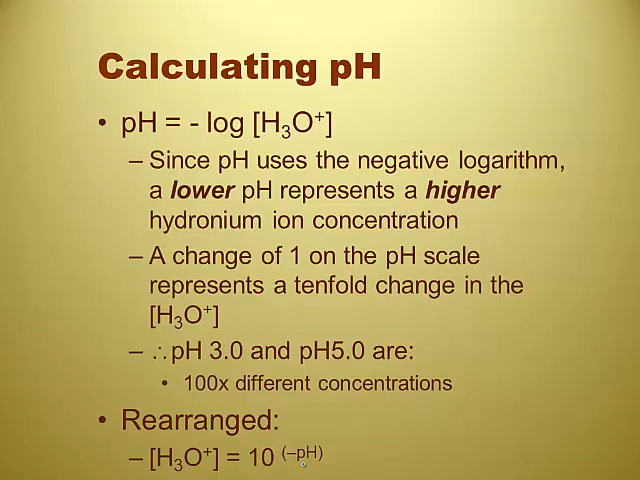 Calculating pH
• pH = - log [H₃O⁺]
– Since pH uses the negative logarithm,
a lower pH represents a higher
hydronium ion concentration
– A change of 1 on the pH scale
represents a tenfold change in the
[H₃O⁺]
– ∴pH 3.0 and pH5.0 are:
• 100x different concentrations
• Rearranged:
– [H₃O⁺] = 10 ⁽⁻ᵖᴴ⁾